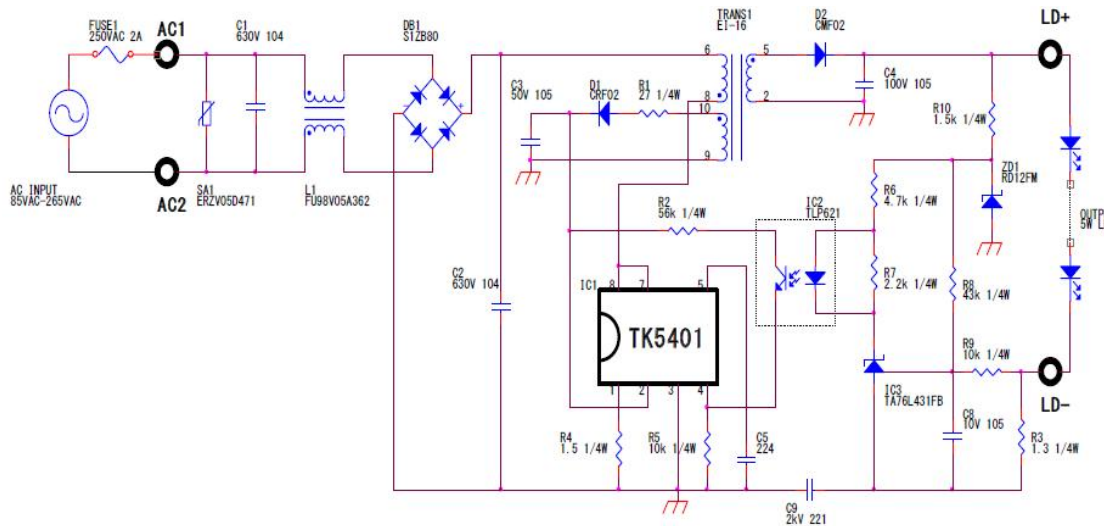 FUSE1
250VAC 2A
AC1
C1
630V 104
DB1
S1ZB80
TRANS1
EI-16
D2
CMF02
LD+
6
5
C3
50V 105
D1
CRF02
R1
27 1/4W
8
10
2
C4
100V 105
R10
1.5k 1/4W
9
AC INPUT
85VAC-265VAC
AC2
SA1
ERZV05D471
L1
FU98V05A362
-
+
R2
56k 1/4W
IC2
TLP621
R6
4.7k 1/4W
ZD1
RD12FM
OUTP
5W L
C2
630V 104
IC1
8
7
5
R7
2.2k 1/4W
R8
43k 1/4W
TK5401
R9
10k 1/4W
1
2
3
4
IC3
TA76L431FB
LD-
R4
1.5 1/4W
R5
10k 1/4W
C5
224
C8
10V 105
R3
1.3 1/4W
C9
2kV 221